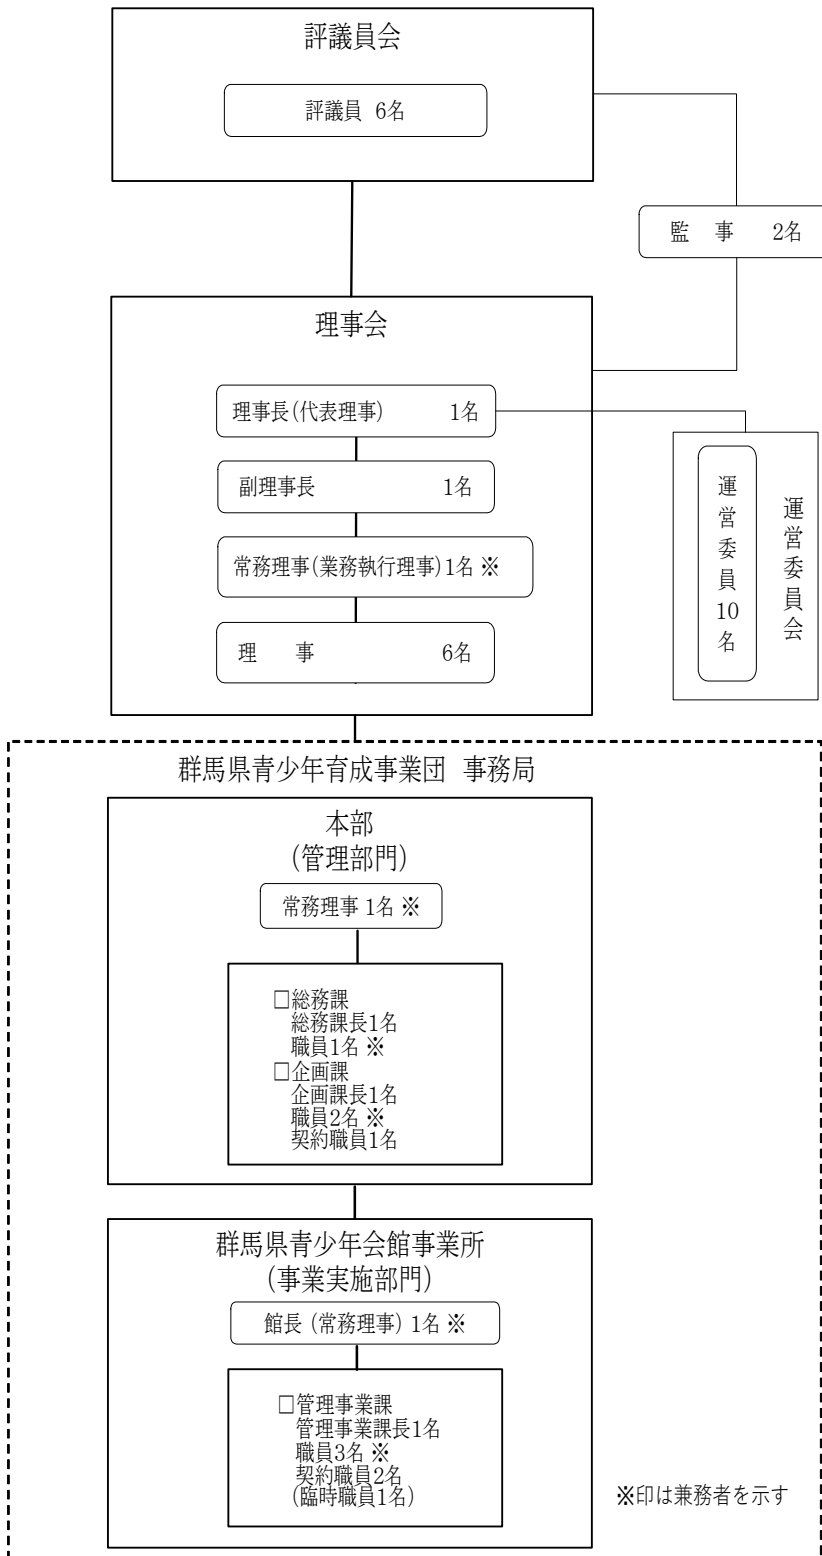 評議員会
評議員 6名
監 事 2名
理事会
理事長(代表理事) 1名
副理事長 1名
常務理事(業務執行理事)1名 ※
理 事 6名
運営委員会
運営委員10名
群馬県青少年育成事業団 事務局
本部
(管理部門)
常務理事 1名 ※
□総務課
総務課長1名
職員1名 ※
□企画課
企画課長1名
職員2名 ※
契約職員1名
群馬県青少年会館事業所
(事業実施部門)
館長 (常務理事) 1名 ※
□管理事業課
管理事業課長1名
職員3名 ※
契約職員2名
(臨時職員1名)
※印は兼務者を示す